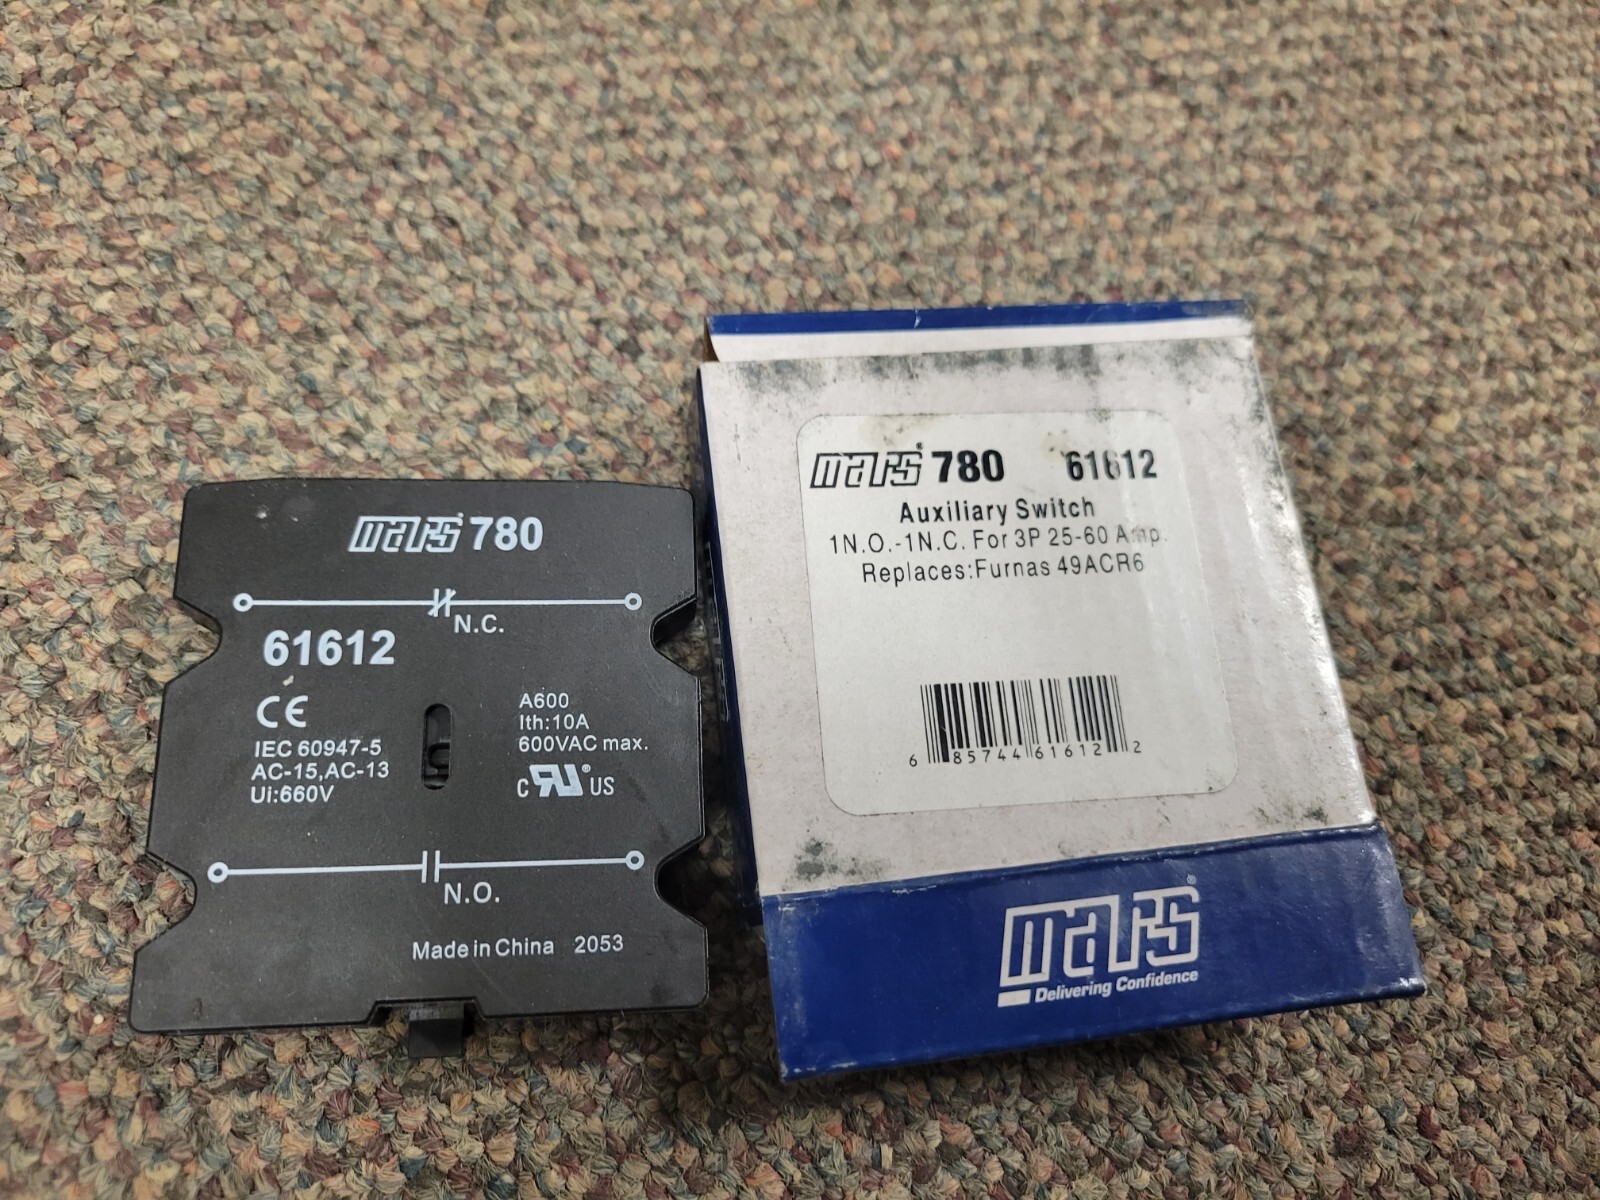 mars 780
N.C.
61612
CE
IEC 60947-5
AC-15,AC-13
Ui:660V
A600
Ith:10A
600VAC max.
c RU® US
N.O.
Made in China 2053
mars® 780 61612
Auxiliary Switch
1N.O.-1N.C. For 3P 25-60 Amp.
Replaces:Furnas 49ACR6
6 85744 61612 2
mars®
Delivering Confidence